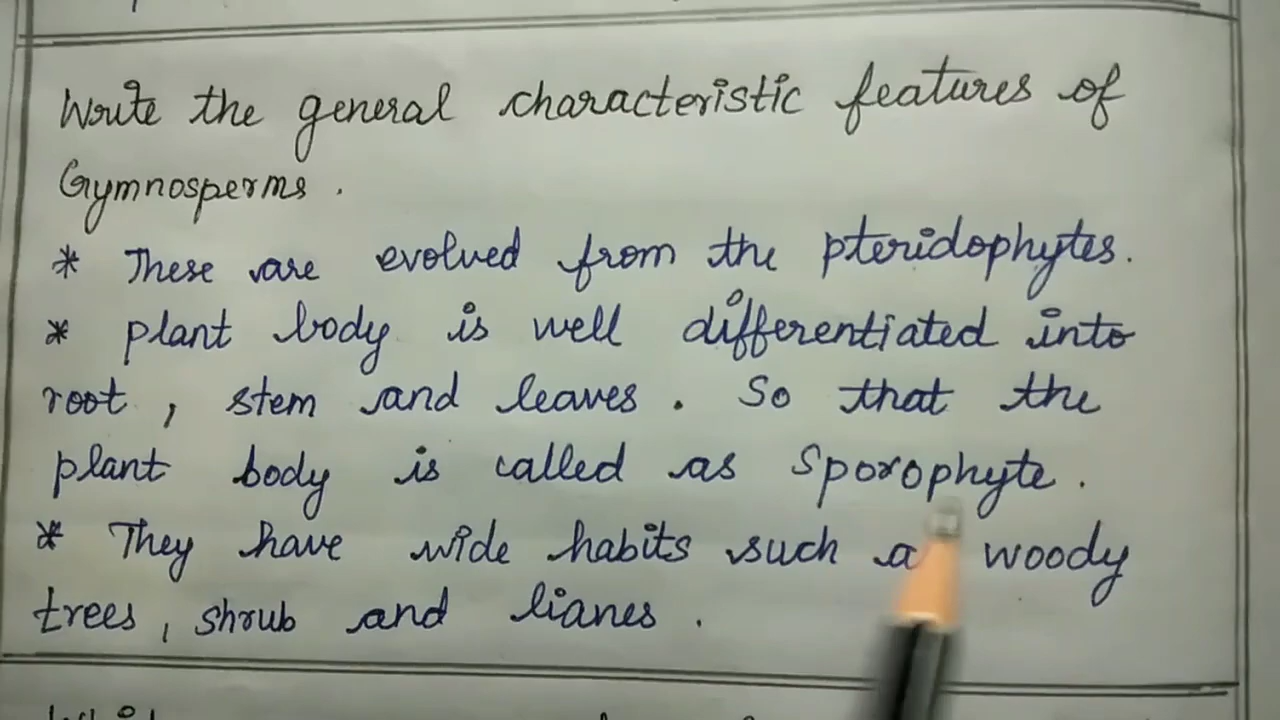 Write the general characteristic features of
Gymnosperms.
* These are evolved from the pteridophytes.
* plant body is well differentiated into
root, stem and leaves. So that the
plant body is called as Sporophyte.
* They have wide habits such woody
trees, shrub and lianes.